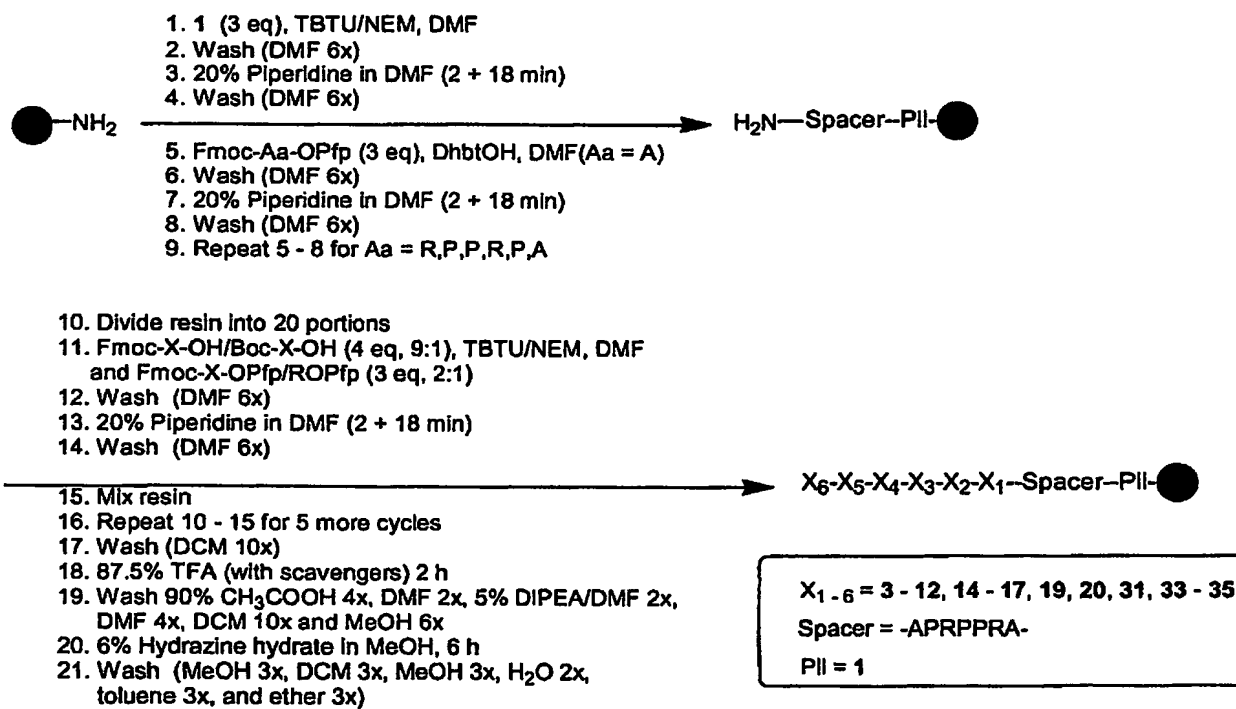 1. 1 (3 eq), TBTU/NEM, DMF
2. Wash (DMF 6x)
3. 20% Piperidine in DMF (2 + 18 min)
4. Wash (DMF 6x)
NH2
H2N—Spacer–PII-
5. Fmoc-Aa-OPfp (3 eq), DhbtOH, DMF(Aa = A)
6. Wash (DMF 6x)
7. 20% Piperidine in DMF (2 + 18 min)
8. Wash (DMF 6x)
9. Repeat 5 - 8 for Aa = R,P,P,R,P,A
10. Divide resin into 20 portions
11. Fmoc-X-OH/Boc-X-OH (4 eq, 9:1), TBTU/NEM, DMF
and Fmoc-X-OPfp/ROPfp (3 eq, 2:1)
12. Wash (DMF 6x)
13. 20% Piperidine in DMF (2 + 18 min)
14. Wash (DMF 6x)
X6-X5-X4-X3-X2-X1–Spacer–PII-
15. Mix resin
16. Repeat 10 - 15 for 5 more cycles
17. Wash (DCM 10x)
18. 87.5% TFA (with scavengers) 2 h
19. Wash 90% CH3COOH 4x, DMF 2x, 5% DIPEA/DMF 2x,
DMF 4x, DCM 10x and MeOH 6x
20. 6% Hydrazine hydrate in MeOH, 6 h
21. Wash (MeOH 3x, DCM 3x, MeOH 3x, H2O 2x,
toluene 3x, and ether 3x)
X1 - 6 = 3 - 12, 14 - 17, 19, 20, 31, 33 - 35
Spacer = -APRPPRA-
PII = 1